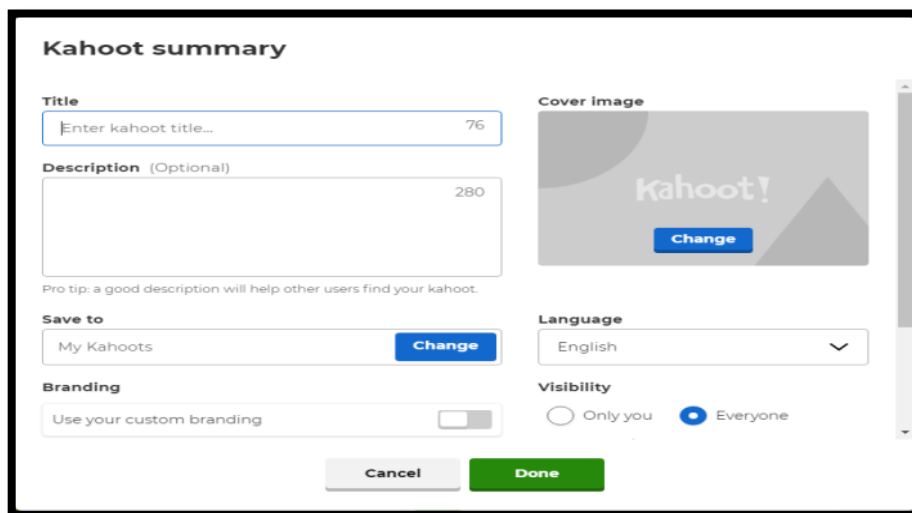 Kahoot summary
Title
Enter kahoot title... 76
Description (Optional)
280
Pro tip: a good description will help other users find your kahoot.
Save to
My Kahoots Change
Branding
Use your custom branding
Cover image
Kahoot!
Change
Language
English
Visibility
Only you Everyone
Cancel Done